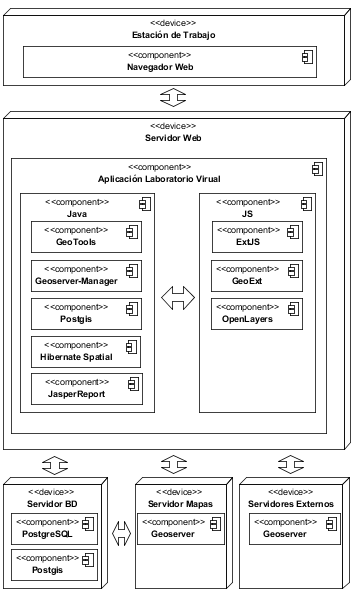 <<device>>
Estación de Trabajo
<<component>>
Navegador Web
<<device>>
Servidor Web
<<component>>
Aplicación Laboratorio Virual
<<component>>
Java
<<component>>
GeoTools
<<component>>
Geoserver-Manager
<<component>>
Postgis
<<component>>
Hibernate Spatial
<<component>>
JasperReport
<<component>>
JS
<<component>>
ExtJS
<<component>>
GeoExt
<<component>>
OpenLayers
<<device>>
Servidor BD
<<component>>
PostgreSQL
<<component>>
Postgis
<<device>>
Servidor Mapas
<<component>>
Geoserver
<<device>>
Servidores Externos
<<component>>
Geoserver